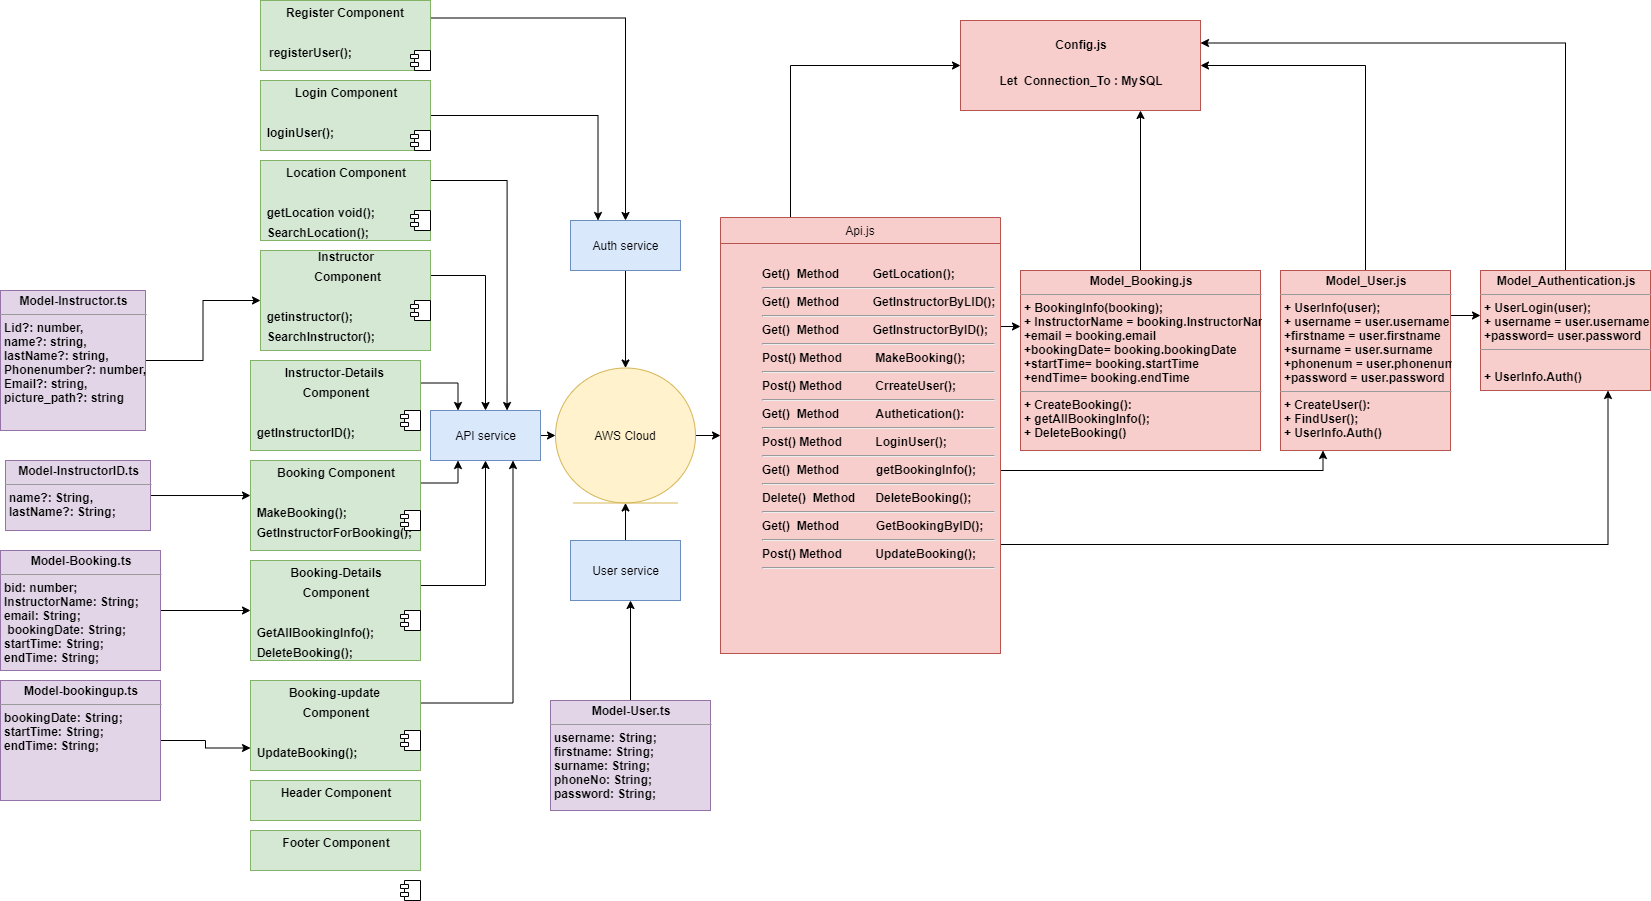 Register Component
registerUser();
Login Component
loginUser();
Location Component
getLocation void();
SearchLocation();
Instructor
Component
getinstructor();
SearchInstructor();
Instructor-Details
Component
getInstructorID();
Booking Component
MakeBooking();
GetInstructorForBooking();
Booking-Details
Component
GetAllBookingInfo();
DeleteBooking();
Booking-update
Component
UpdateBooking();
Header Component
Footer Component
Model-Instructor.ts
Lid?: number,
name?: string,
lastName?: string,
Phonenumber?: number,
Email?: string,
picture_path?: string
Model-InstructorID.ts
name?: String,
lastName?: String;
Model-Booking.ts
bid: number;
InstructorName: String;
email: String;
bookingDate: String;
startTime: String;
endTime: String;
Model-bookingup.ts
bookingDate: String;
startTime: String;
endTime: String;
Auth service
API service
AWS Cloud
User service
Model-User.ts
username: String;
firstname: String;
surname: String;
phoneNo: String;
password: String;
Api.js
Get() Method GetLocation();
Get() Method GetInstructorByLID();
Get() Method GetInstructorByID();
Post() Method MakeBooking();
Post() Method CrreateUser();
Get() Method Authetication():
Post() Method LoginUser();
Get() Method getBookingInfo();
Delete() Method DeleteBooking();
Get() Method GetBookingByID();
Post() Method UpdateBooking();
Config.js
Let Connection_To : MySQL
Model_Booking.js
+ BookingInfo(booking);
+ InstructorName = booking.InstructorNar
+email = booking.email
+bookingDate= booking.bookingDate
+startTime= booking.startTime
+endTime= booking.endTime
+ CreateBooking():
+ getAllBookingInfo();
+ DeleteBooking()
Model_User.js
+ UserInfo(user);
+ username = user.username
+firstname = user.firstname
+surname = user.surname
+phonenum = user.phonenum
+password = user.password
+ CreateUser():
+ FindUser();
+ UserInfo.Auth()
Model_Authentication.js
+ UserLogin(user);
+ username = user.username
+password= user.password
+ UserInfo.Auth()